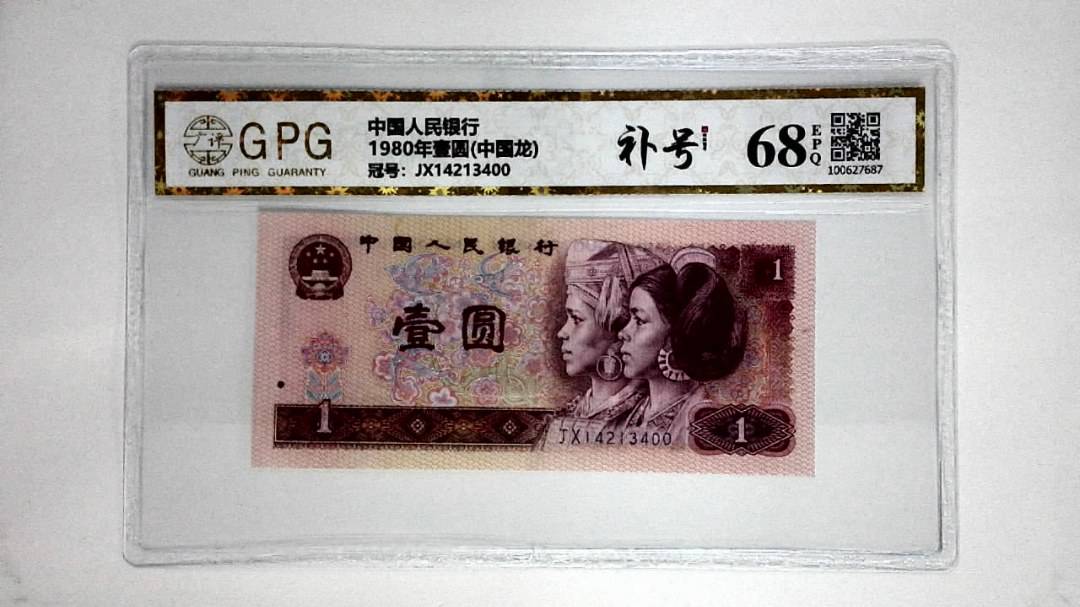 广评
GPG
GUANG PING GUARANTY
中国人民银行
1980年壹圆(中国龙)
冠号：JX14213400
补号
68
EPQ
100627687
中国人民银行
1
壹圆
1
JX14213400
1